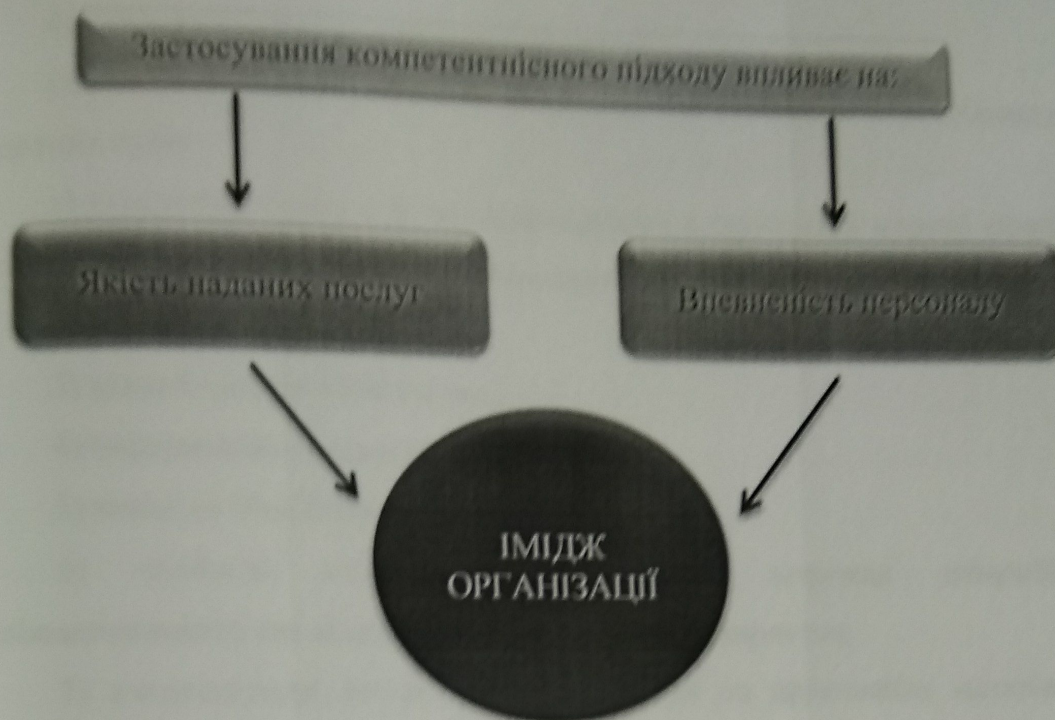 Застосування компетентнісного підходу впливає на:
Якість наданих послуг
Впевненість персоналу
ІМІДЖ
ОРГАНІЗАЦІЇ